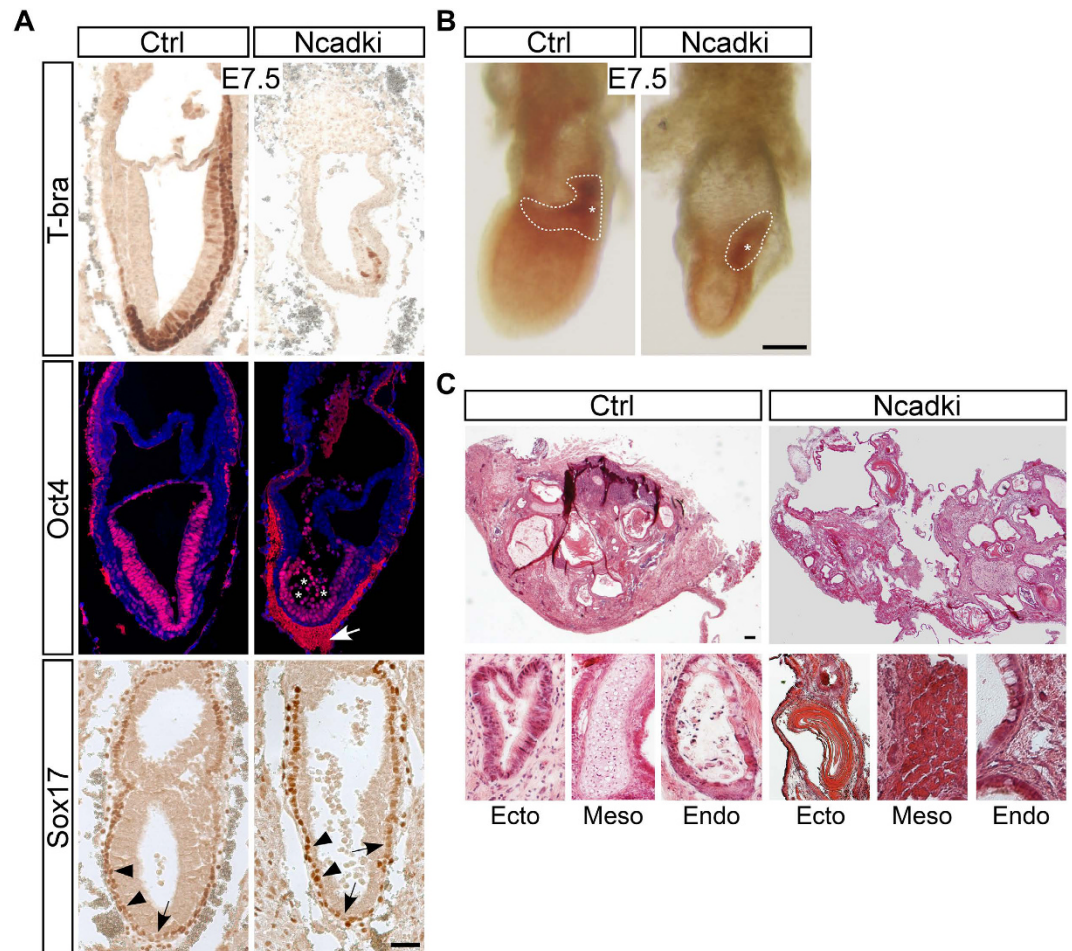 A
Ctrl
Ncadki
E7.5
T-bra
Oct4
* * *
Sox17
B
Ctrl
Ncadki
E7.5
*
*
C
Ctrl
Ncadki
Ecto
Meso
Endo
Ecto
Meso
Endo